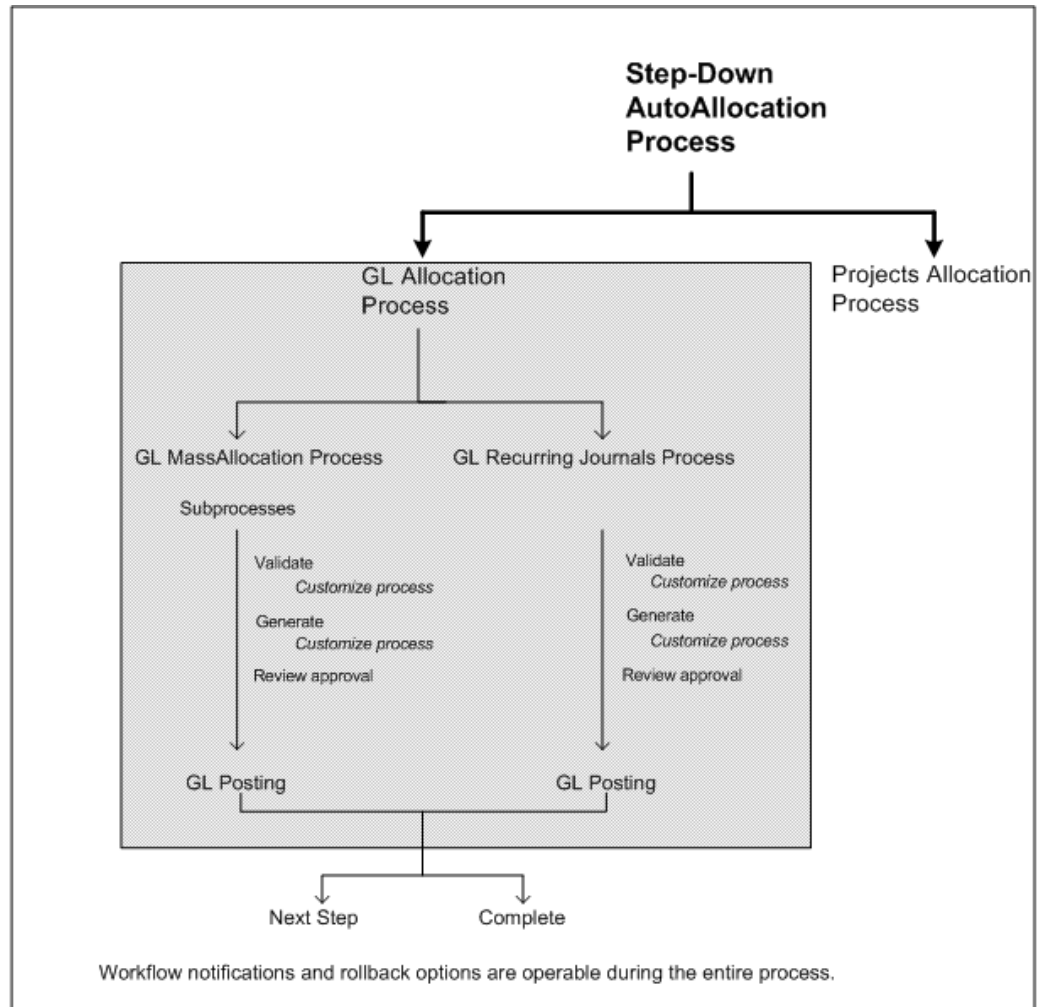 Step-Down
AutoAllocation
Process
GL Allocation
Process
Projects Allocation
Process
GL MassAllocation Process
GL Recurring Journals Process
Subprocesses
Validate
Customize process
Generate
Customize process
Review approval
Validate
Customize process
Generate
Customize process
Review approval
GL Posting
GL Posting
Next Step
Complete
Workflow notifications and rollback options are operable during the entire process.